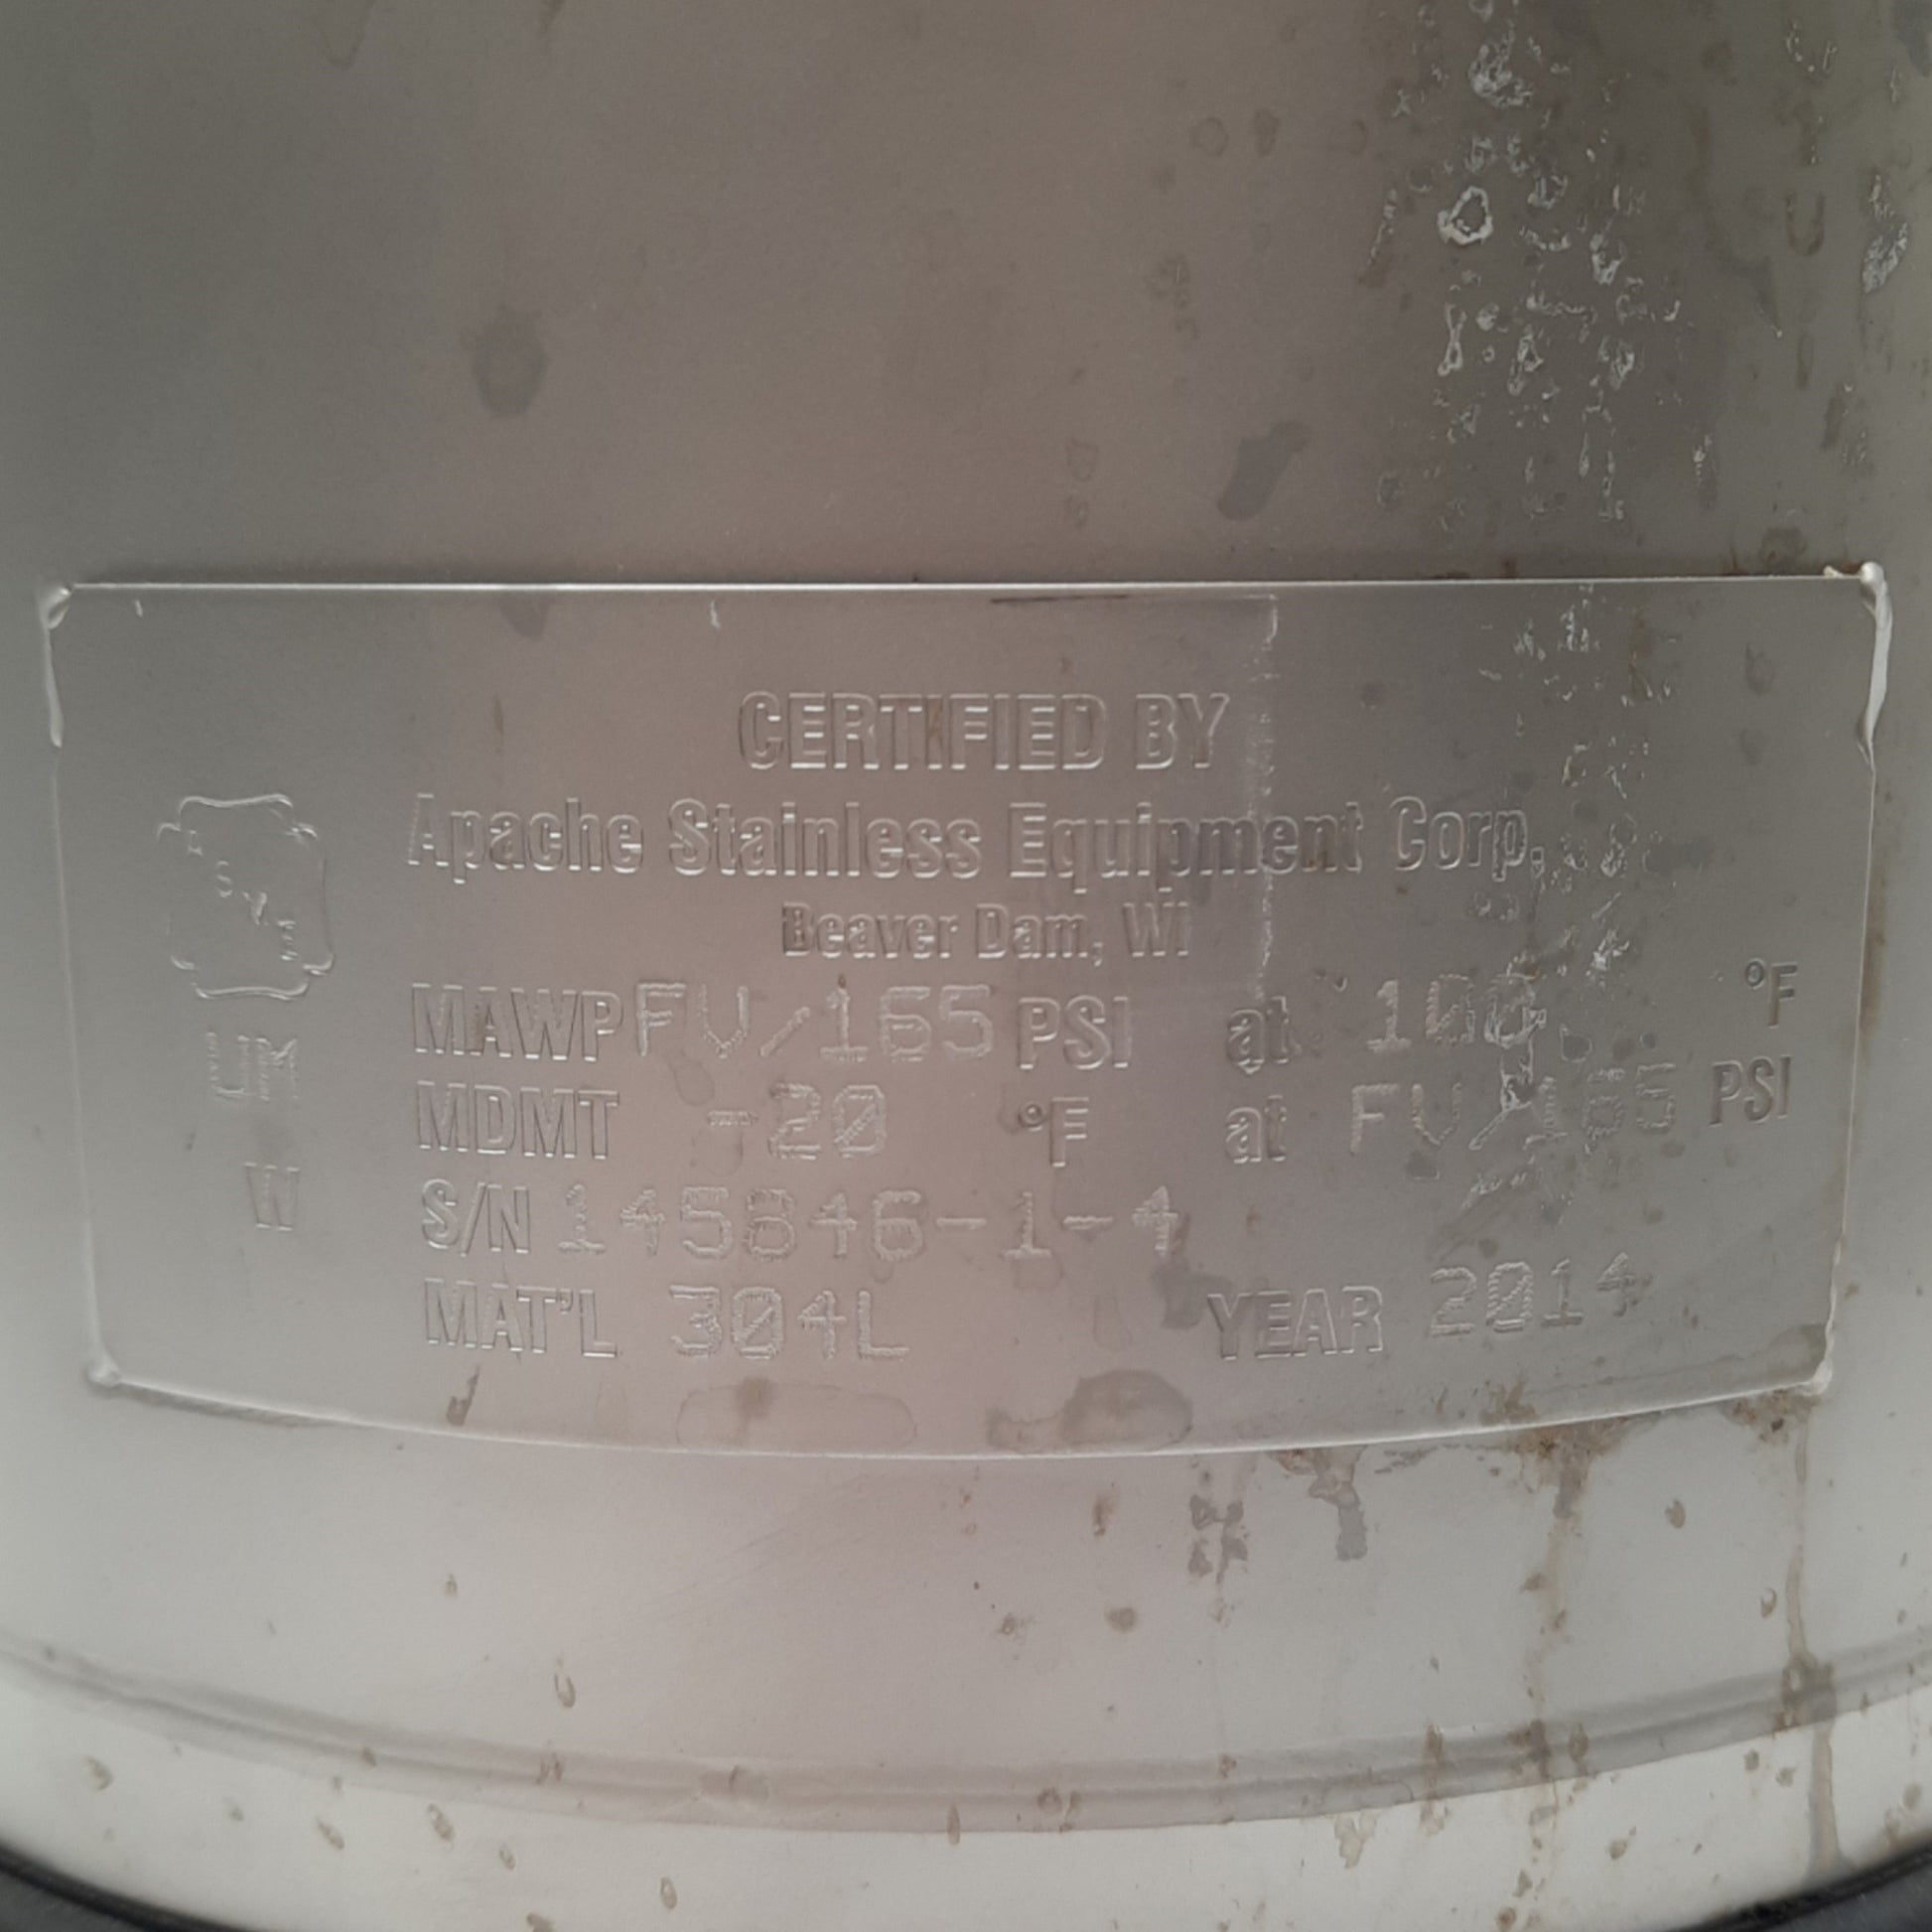 CERTIFIED BY
Apache Stainless Equipment Corp.
Beaver Dam, WI
MAWP FV/165 PSI at 100 °F
MDMT -20 °F at FV/165 PSI
S/N 145846-1-4
MAT'L 304L YEAR 2014
UM
W